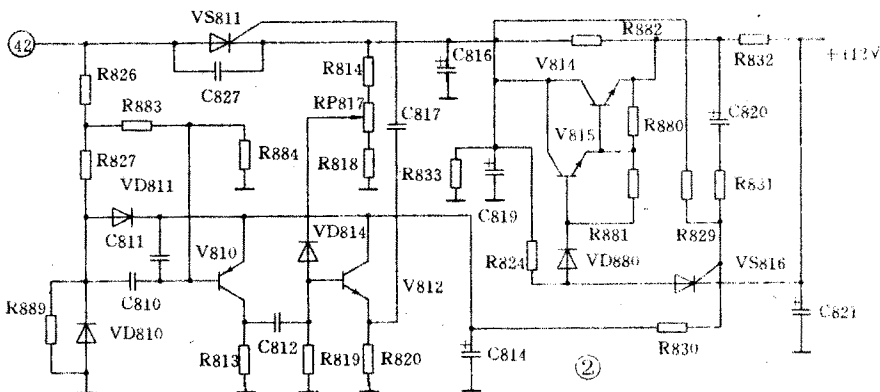 VS811
42
R826
C827
R883
R827
R884
VD811
C811
V810
C810
R889
VD810
R813
C812
R819
R820
R814
RP817
R818
C817
VD814
V812
C816
R882
V814
R832
+12V
V815
R880
C820
R833
C819
R881
R829
R831
R824
VD880
VS816
C814
R830
C821
②